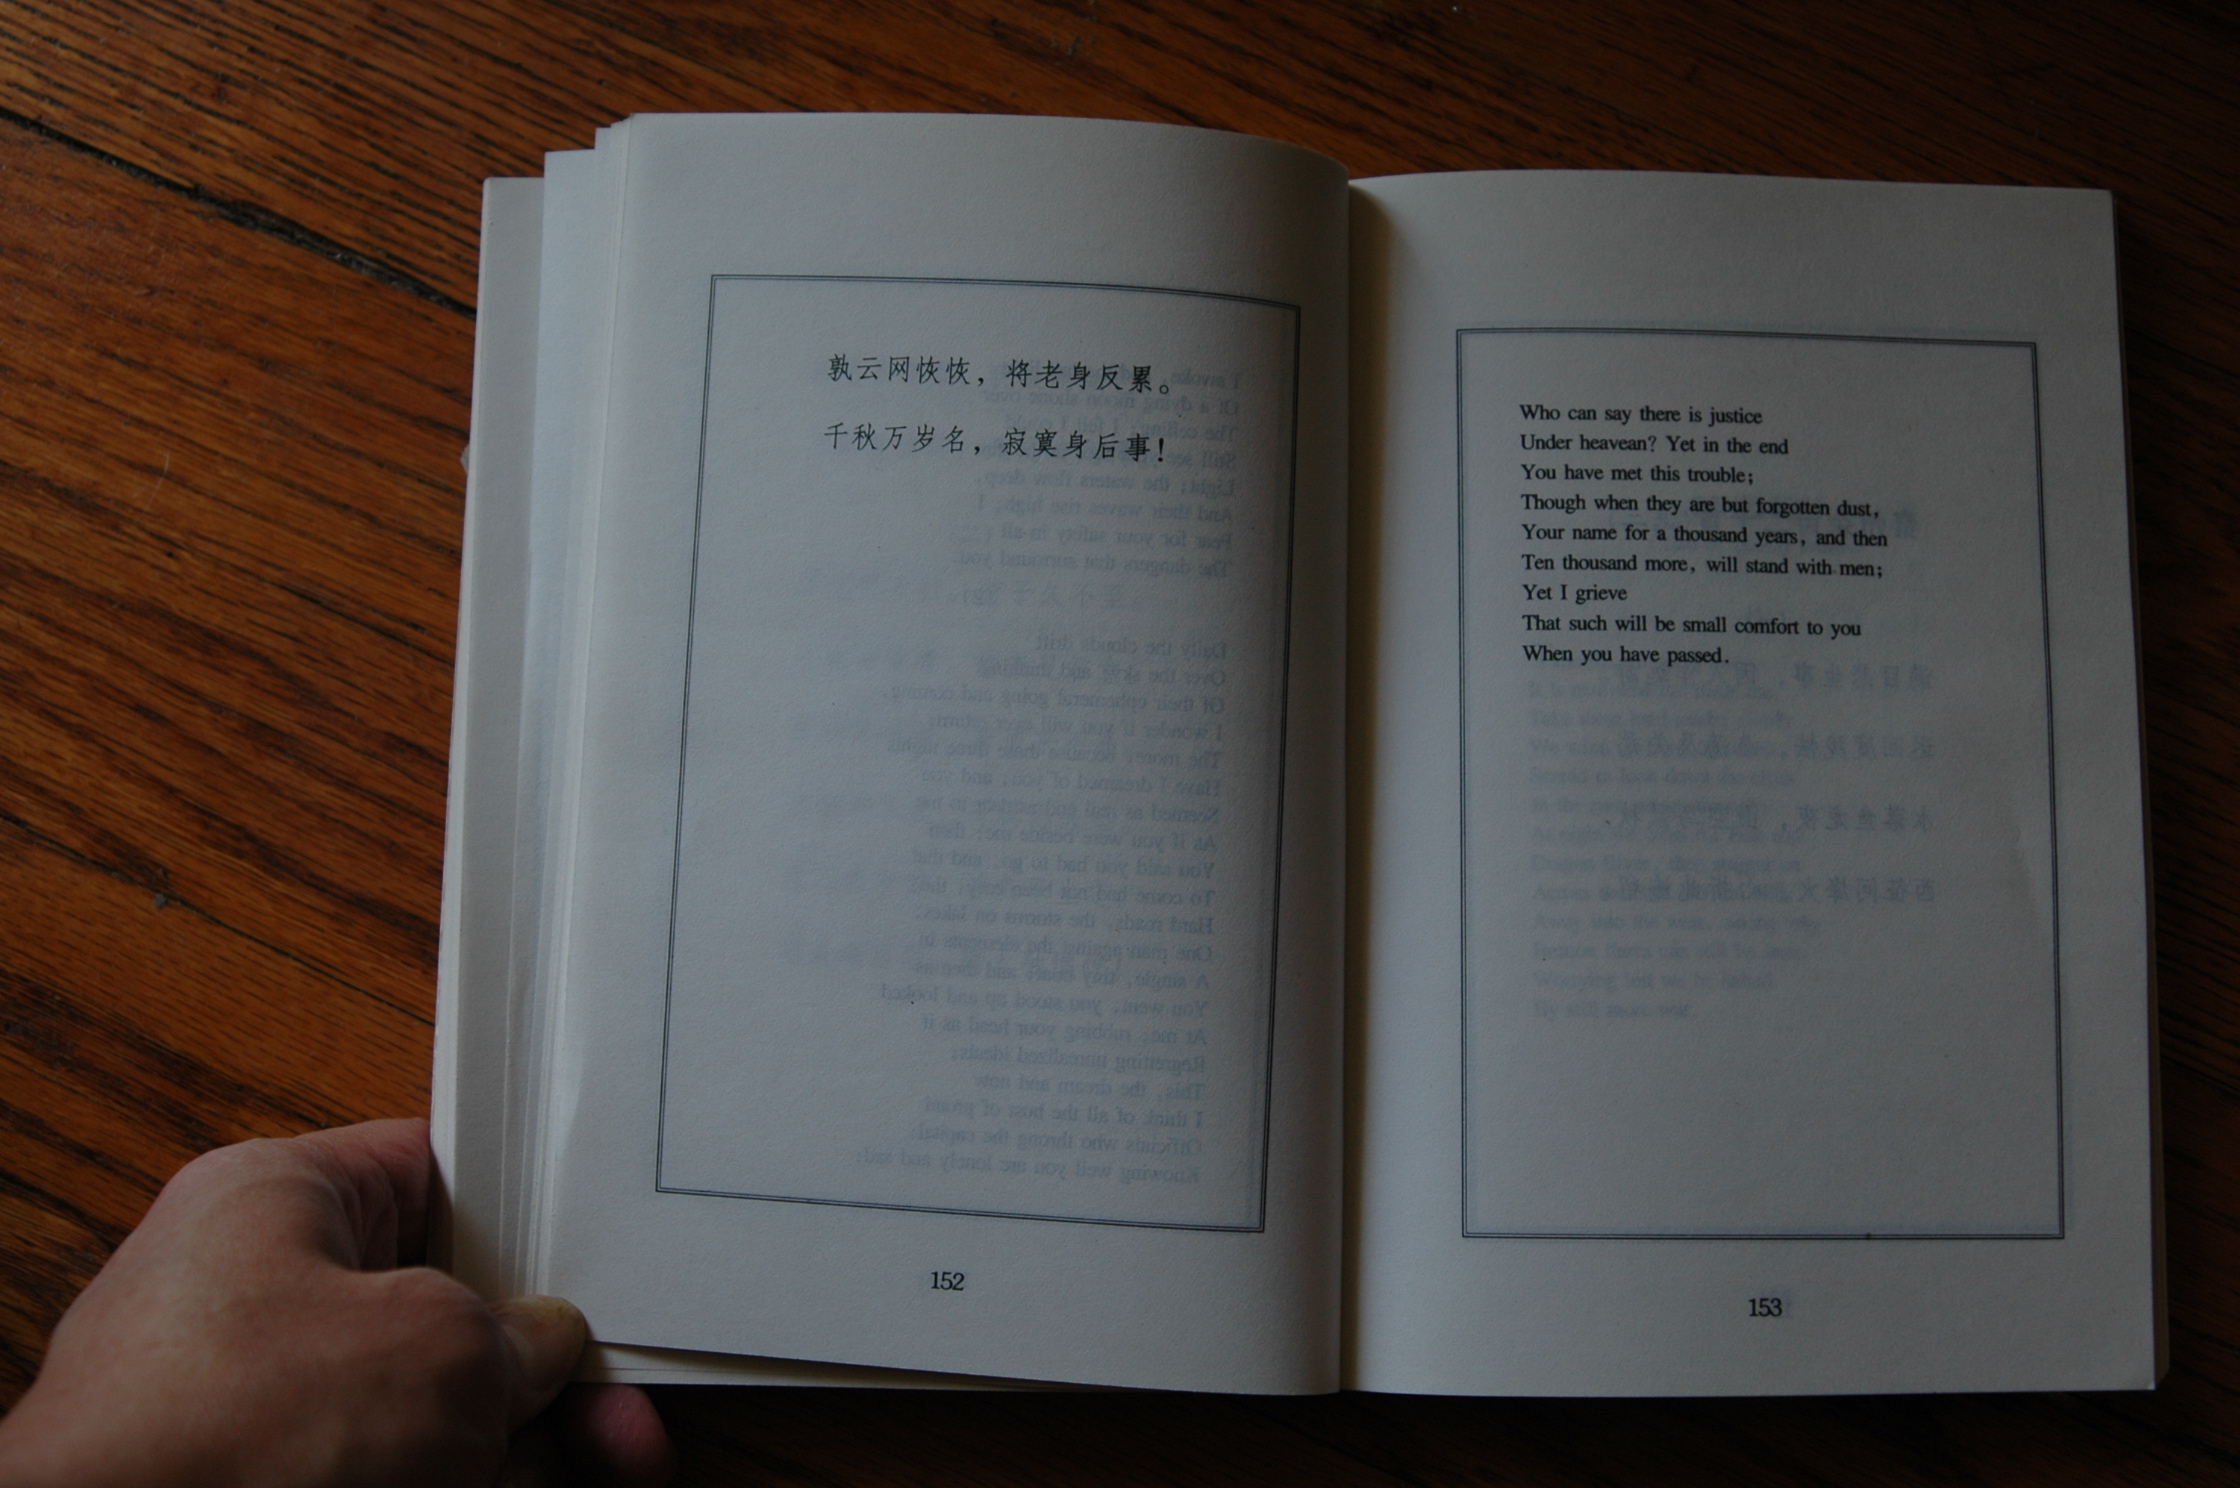 孰云网恢恢，将老身反累。
千秋万岁名，寂寞身后事！
152
Who can say there is justice
Under heavean? Yet in the end
You have met this trouble;
Though when they are but forgotten dust,
Your name for a thousand years, and then
Ten thousand more, will stand with men;
Yet I grieve
That such will be small comfort to you
When you have passed.
153